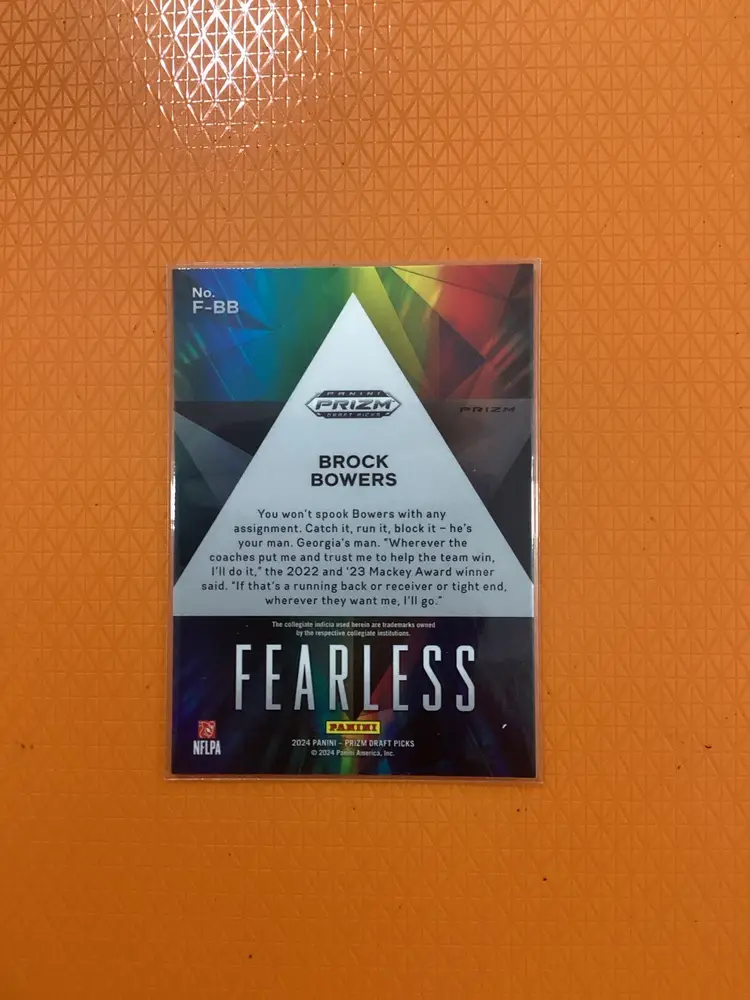 No.
F-BB
PANINI
PRIZM
DRAFT PICKS
PRIZM
BROCK
BOWERS
You won't spook Bowers with any
assignment. Catch it, run it, block it – he's
your man. Georgia's man. "Wherever the
coaches put me and trust me to help the team win,
I'll do it," the 2022 and '23 Mackey Award winner
said. "If that's a running back or receiver or tight end,
wherever they want me, I'll go."
The collegiate indicia used herein are trademarks owned
by the respective collegiate institutions.
FEARLESS
PANINI
NFLPA
2024 PANINI – PRIZM DRAFT PICKS
© 2024 Panini America, Inc.